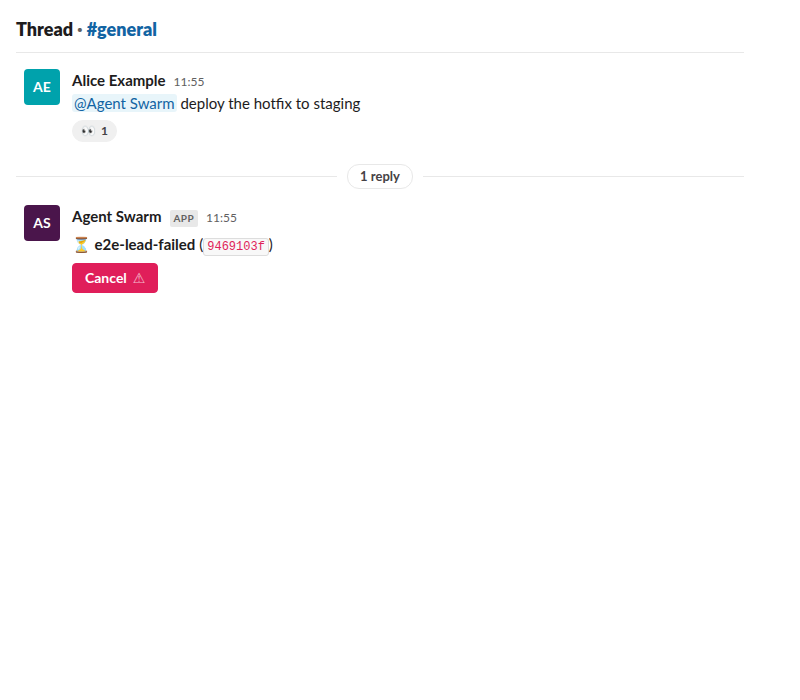 Thread • #general
AE
Alice Example 11:55
@Agent Swarm deploy the hotfix to staging
👀 1
1 reply
AS
Agent Swarm APP 11:55
⏳ e2e-lead-failed (9469103f)
Cancel ⚠